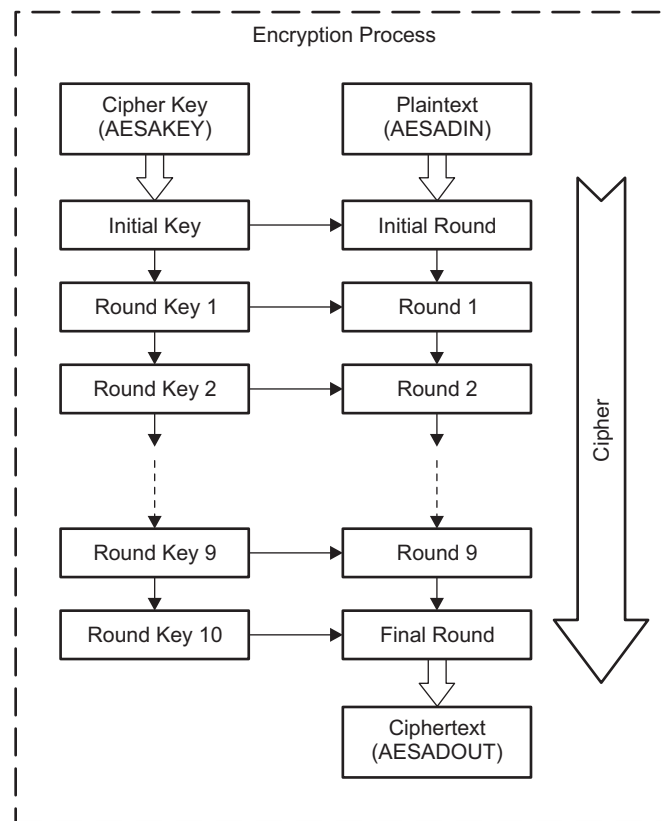 Encryption Process
Cipher Key
(AESAKEY)
Plaintext
(AESADIN)
Initial Key
Initial Round
Round Key 1
Round 1
Round Key 2
Round 2
Cipher
Round Key 9
Round 9
Round Key 10
Final Round
Ciphertext
(AESADOUT)